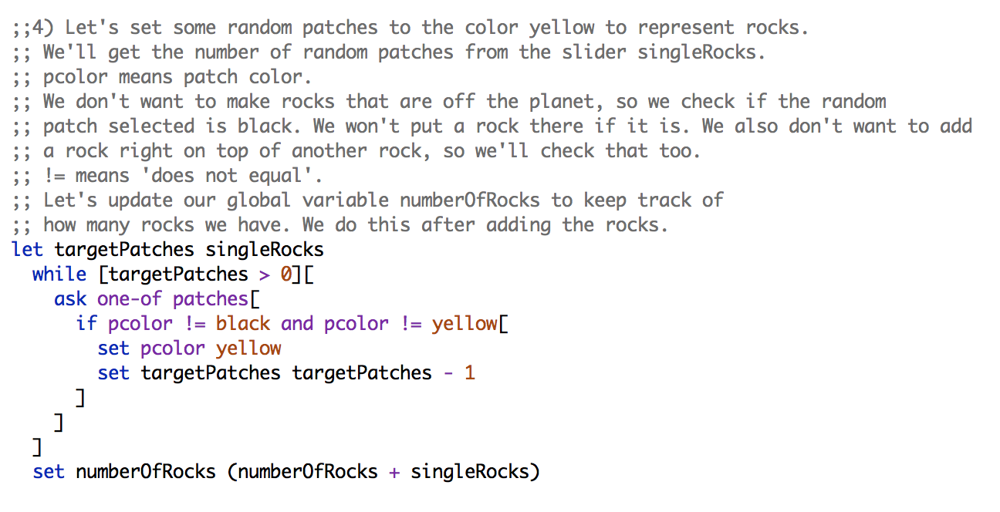 ;;4) Let's set some random patches to the color yellow to represent rocks.
;; We'll get the number of random patches from the slider singleRocks.
;; pcolor means patch color.
;; We don't want to make rocks that are off the planet, so we check if the random
;; patch selected is black. We won't put a rock there if it is. We also don't want to add
;; a rock right on top of another rock, so we'll check that too.
;; != means 'does not equal'.
;; Let's update our global variable numberOfRocks to keep track of
;; how many rocks we have. We do this after adding the rocks.
let targetPatches singleRocks
  while [targetPatches > 0][
    ask one-of patches[
      if pcolor != black and pcolor != yellow[
        set pcolor yellow
        set targetPatches targetPatches - 1
      ]
    ]
  ]
  set numberOfRocks (numberOfRocks + singleRocks)